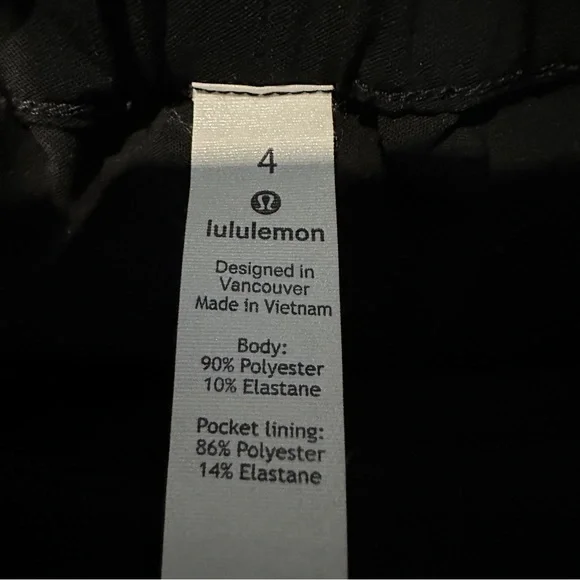 4
lululemon
Designed in
Vancouver
Made in Vietnam
Body:
90% Polyester
10% Elastane
Pocket lining:
86% Polyester
14% Elastane